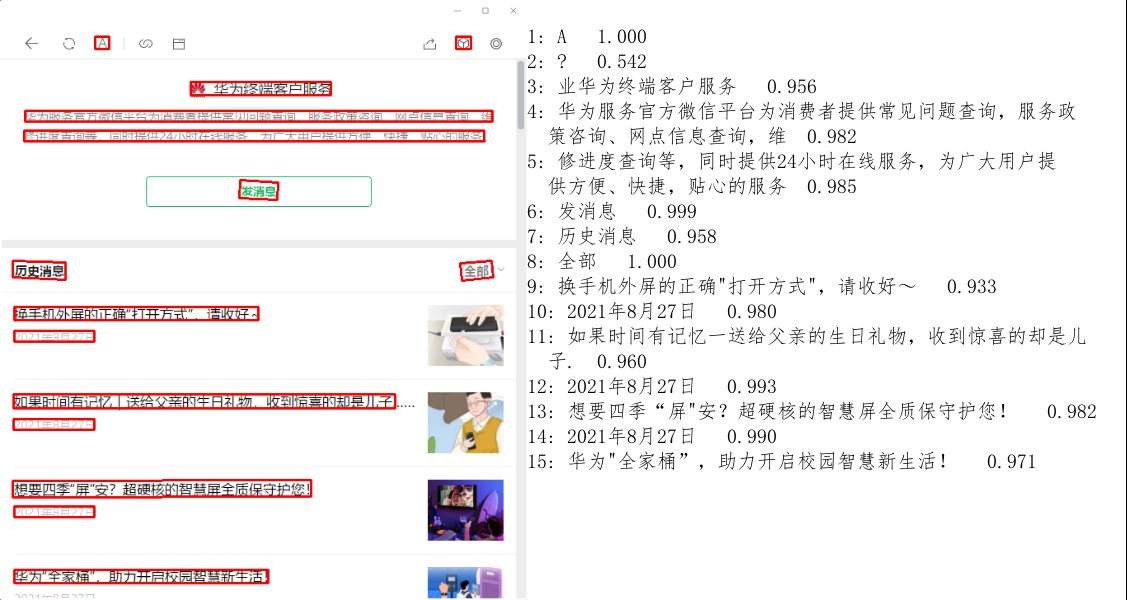 A
华为终端客户服务
华为服务官方微信平台为消费者提供常见问题查询，服务政策咨询、网点信息查询，维
修进度查询等，同时提供24小时在线服务，为广大用户提供方便、快捷，贴心的服务
发消息
历史消息
全部
换手机外屏的正确“打开方式”，请收好~
2021年8月27日
如果时间有记忆 | 送给父亲的生日礼物，收到惊喜的却是儿子......
2021年8月27日
想要四季“屏”安？超硬核的智慧屏全质保守护您！
2021年8月27日
华为“全家桶”，助力开启校园智慧新生活！
2021年8月27日
1: A 1.000
2: ? 0.542
3: 业华为终端客户服务 0.956
4: 华为服务官方微信平台为消费者提供常见问题查询，服务政
策咨询、网点信息查询，维 0.982
5: 修进度查询等，同时提供24小时在线服务，为广大用户提
供方便、快捷，贴心的服务 0.985
6: 发消息 0.999
7: 历史消息 0.958
8: 全部 1.000
9: 换手机外屏的正确"打开方式"，请收好～ 0.933
10: 2021年8月27日 0.980
11: 如果时间有记忆一送给父亲的生日礼物，收到惊喜的却是儿
子. 0.960
12: 2021年8月27日 0.993
13: 想要四季“屏"安？超硬核的智慧屏全质保守护您！ 0.982
14: 2021年8月27日 0.990
15: 华为"全家桶”，助力开启校园智慧新生活！ 0.971